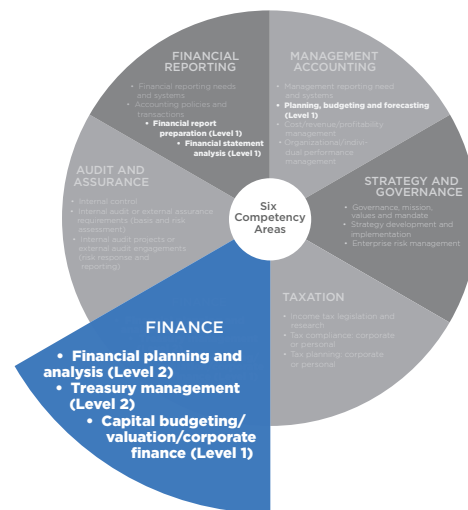 FINANCIAL
REPORTING
• Financial reporting needs
and systems
• Accounting policies and
transactions
• Financial report
preparation (Level 1)
• Financial statement
analysis (Level 1)
MANAGEMENT
ACCOUNTING
• Management reporting need
and systems
• Planning, budgeting and forecasting
(Level 1)
• Cost/revenue/profitability
management
• Organizational/indivi-
dual performance
management
AUDIT AND
ASSURANCE
• Internal control
• Internal audit or external assurance
requirements (basis and risk
assessment)
• Internal audit projects or
external audit engagements
(risk response and
reporting)
Six
Competency
Areas
STRATEGY AND
GOVERNANCE
• Governance, mission,
values and mandate
• Strategy development and
implementation
• Enterprise risk management
TAXATION
• Income tax legislation and
research
• Tax compliance: corporate
or personal
• Tax planning: corporate
or personal
FINANCE
• Financial planning and
analysis (Level 2)
• Treasury management
(Level 2)
• Capital budgeting/
valuation/corporate
finance (Level 1)